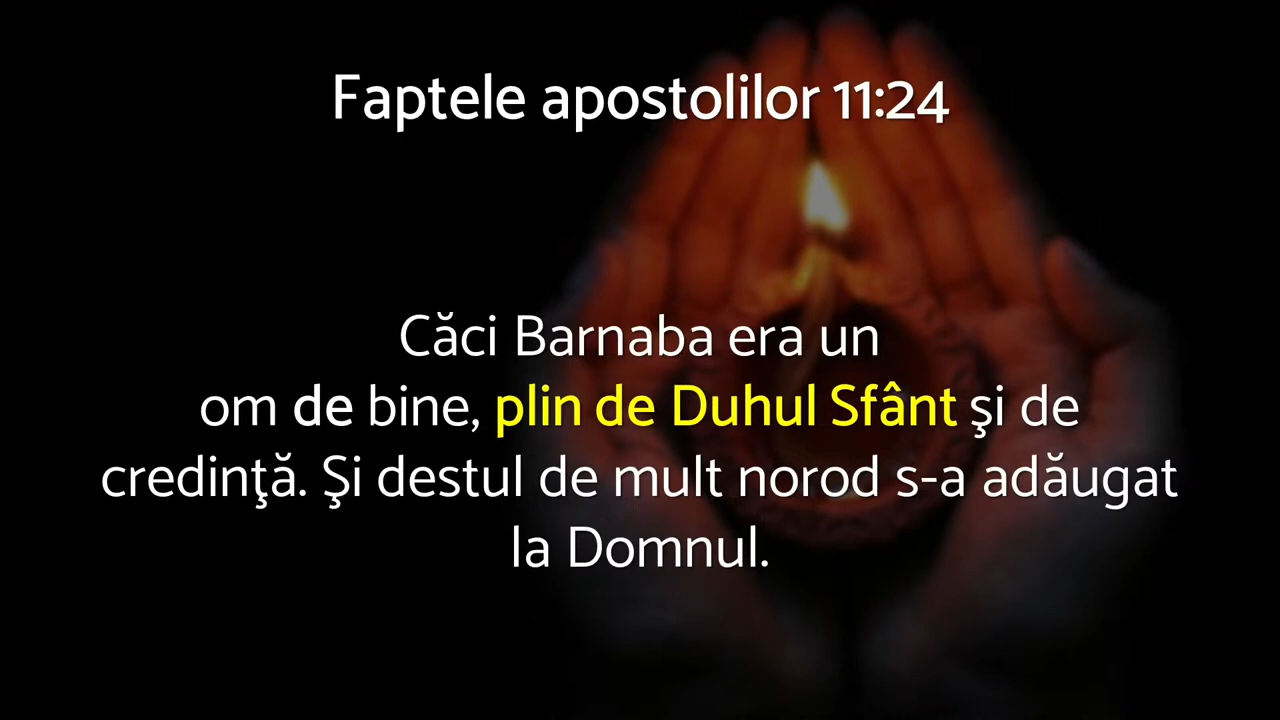 Faptele apostolilor 11:24
Căci Barnaba era un
om de bine, plin de Duhul Sfânt şi de
credinţă. Şi destul de mult norod s-a adăugat
la Domnul.